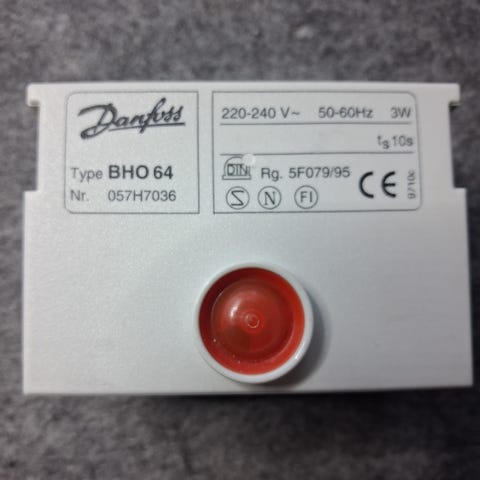 Danfoss
Type BHO 64
Nr. 057H7036
220-240 V~ 50-60Hz 3W
ts 10s
DIN Rg. 5F079/95
CE
S N FI